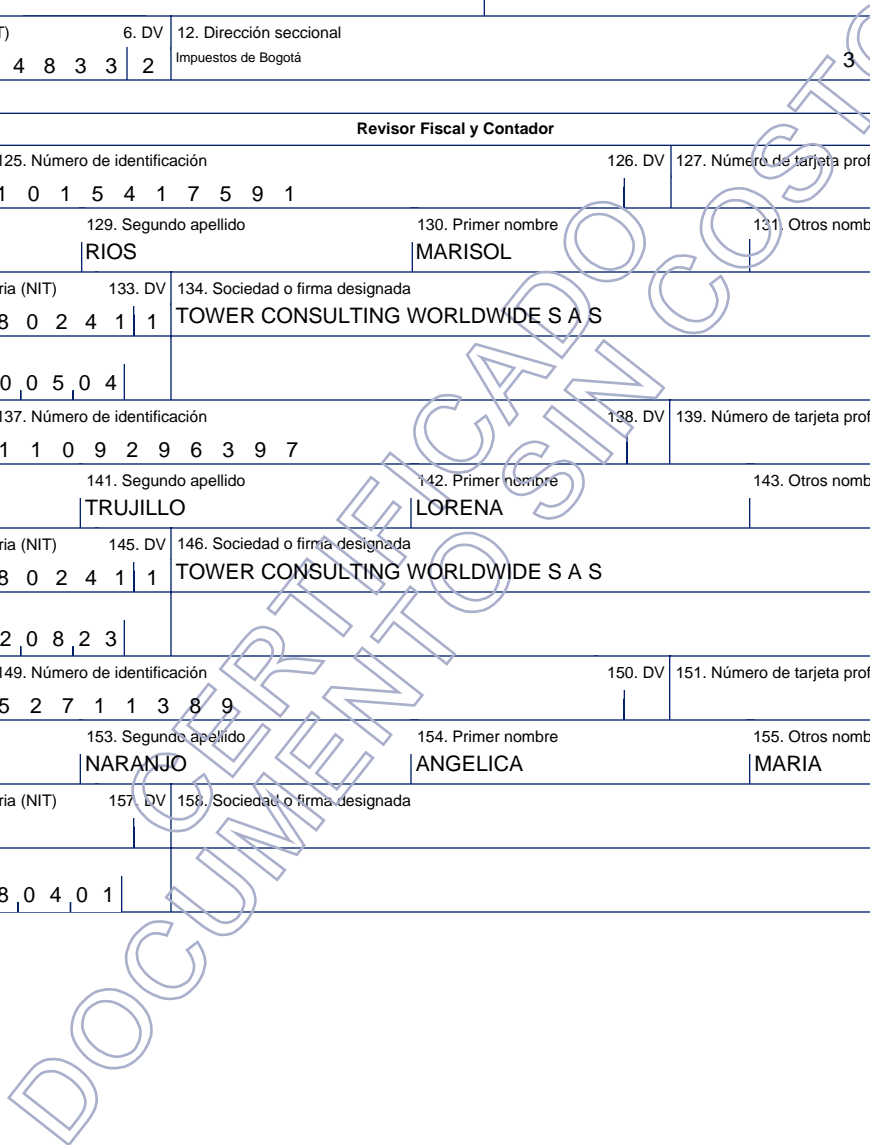 T) 6. DV 12. Dirección seccional
4 8 3 3 2 Impuestos de Bogotá 3
Revisor Fiscal y Contador
125. Número de identificación 126. DV 127. Número de tarjeta prof
1 0 1 5 4 1 7 5 9 1
129. Segundo apellido 130. Primer nombre 131. Otros nomb
RIOS MARISOL
ria (NIT) 133. DV 134. Sociedad o firma designada
8 0 2 4 1 1 TOWER CONSULTING WORLDWIDE S A S
0 0 5 0 4
137. Número de identificación 138. DV 139. Número de tarjeta prof
1 1 0 9 2 9 6 3 9 7
141. Segundo apellido 142. Primer nombre 143. Otros nomb
TRUJILLO LORENA
ria (NIT) 145. DV 146. Sociedad o firma designada
8 0 2 4 1 1 TOWER CONSULTING WORLDWIDE S A S
2 0 8 2 3
149. Número de identificación 150. DV 151. Número de tarjeta prof
5 2 7 1 1 3 8 9
153. Segundo apellido 154. Primer nombre 155. Otros nomb
NARANJO ANGELICA MARIA
ria (NIT) 157. DV 158. Sociedad o firma designada
8 0 4 0 1
CERTIFICADO
DOCUMENTO SIN COSTO